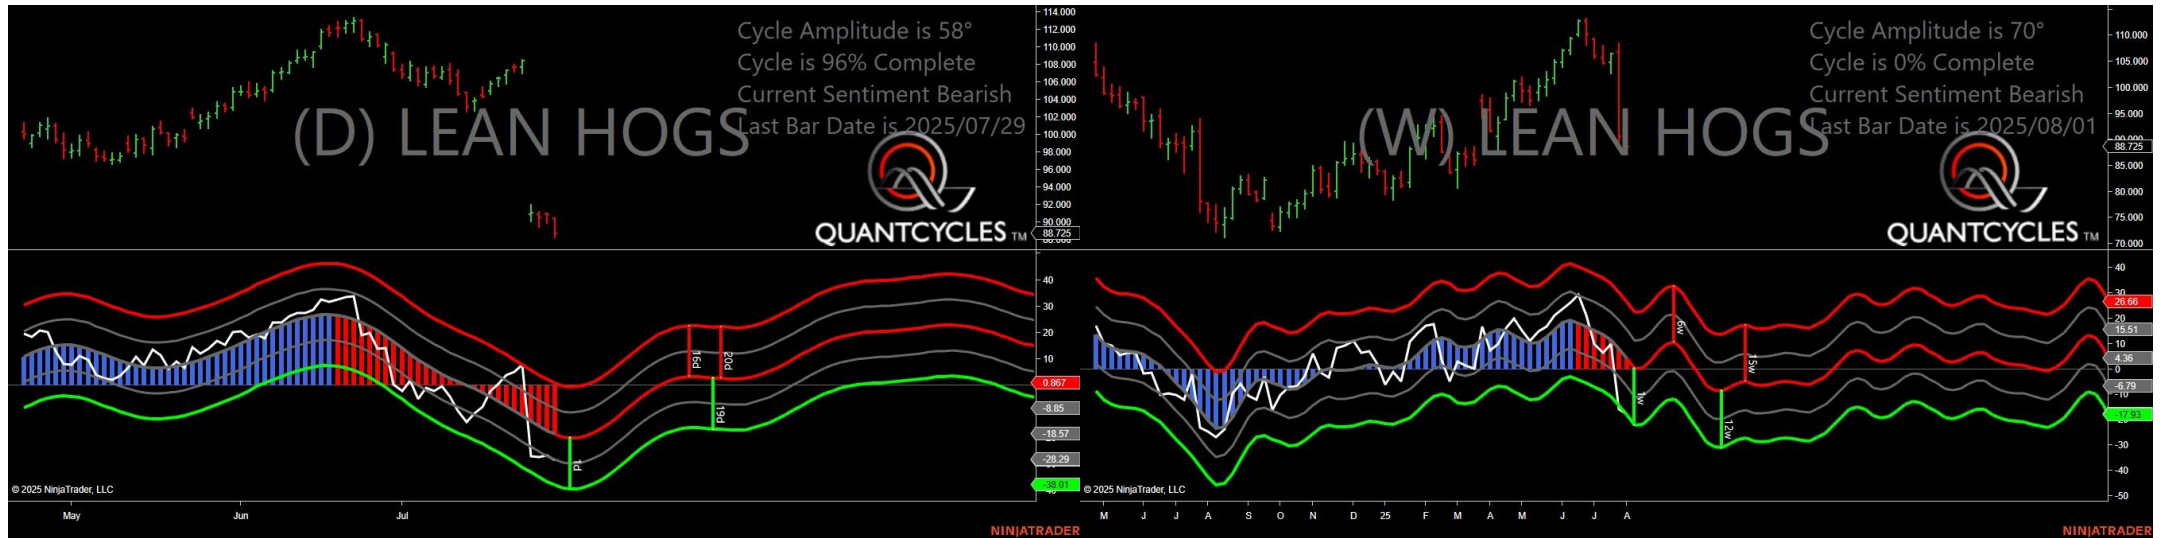 Cycle Amplitude is 58°
Cycle is 96% Complete
Current Sentiment Bearish
Last Bar Date is 2025/07/29
(D) LEAN HOGS
QUANTCYCLES TM
114.000
112.000
110.000
108.000
106.000
104.000
102.000
100.000
98.000
96.000
94.000
92.000
90.000
88.725
40
30
20
10
0.867
-8.85
-18.57
-28.29
-38.01
16d
20d
19d
1d
© 2025 NinjaTrader, LLC
May
Jun
Jul
NINJATRADER
Cycle Amplitude is 70°
Cycle is 0% Complete
Current Sentiment Bearish
Last Bar Date is 2025/08/01
(W) LEAN HOGS
QUANTCYCLES TM
110.000
105.000
100.000
95.000
90.000
88.725
85.000
80.000
75.000
70.000
40
30
26.66
20
15.51
10
4.36
0
-6.79
-10
-17.93
-30
-40
-50
6w
15w
1w
12w
© 2025 NinjaTrader, LLC
M
J
J
A
S
O
N
D
25
F
M
A
M
J
J
A
NINJATRADER